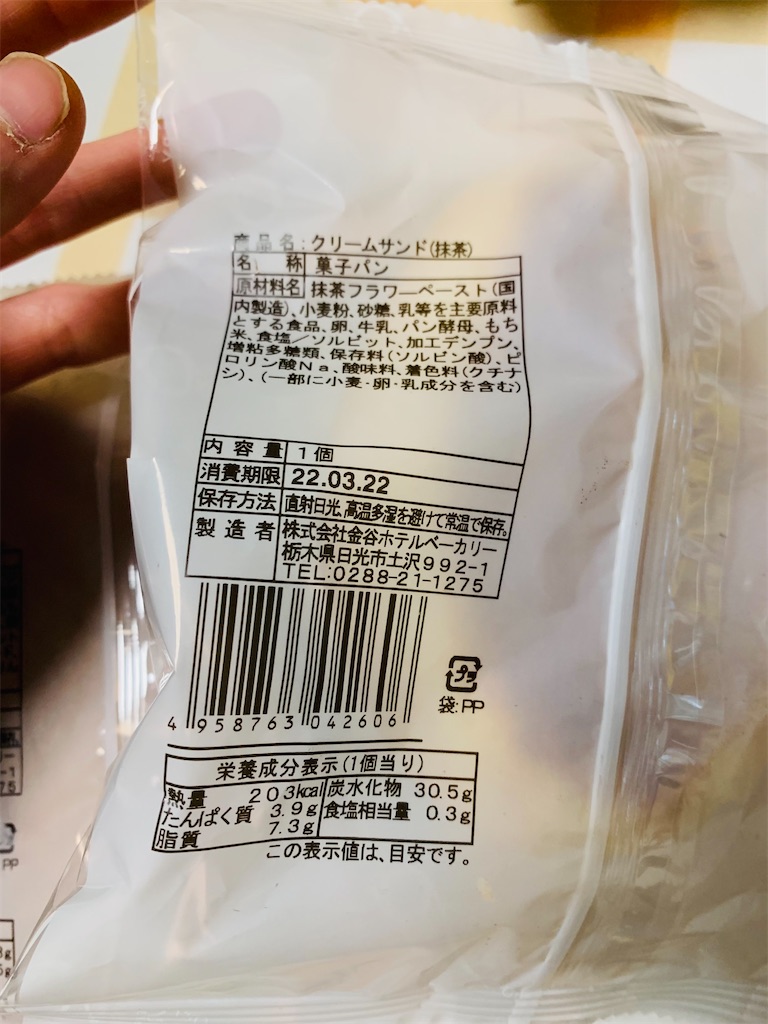 商品名:クリームサンド(抹茶)
名 称 菓子パン
原材料名 抹茶フラワーペースト(国
内製造)、小麦粉、砂糖、乳等を主要原料
とする食品、卵、牛乳、パン酵母、もち
米、食塩/ソルビット、加工デンプン、
増粘多糖類、保存料(ソルビン酸)、ピ
ロリン酸Na、酸味料、着色料(クチナ
シ)、(一部に小麦・卵・乳成分を含む)
内容量 1個
消費期限 22.03.22
保存方法 直射日光、高温多湿を避けて常温で保存。
製造者 株式会社金谷ホテルベーカリー
栃木県日光市土沢992-1
TEL:0288-21-1275
4 958763 042606
プラ
袋:PP
栄養成分表示(1個当り)
熱量 203kcal 炭水化物 30.5g
たんぱく質 3.9g 食塩相当量 0.3g
脂質 7.3g
この表示値は、目安です。